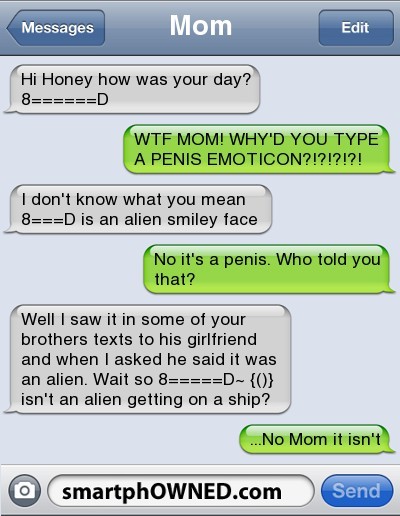 Messages
Mom
Edit
Hi Honey how was your day?
8======D
WTF MOM! WHY'D YOU TYPE
A PENIS EMOTICON?!?!?!?!
I don't know what you mean
8===D is an alien smiley face
No it's a penis. Who told you
that?
Well I saw it in some of your
brothers texts to his girlfriend
and when I asked he said it was
an alien. Wait so 8=====D~ {()}
isn't an alien getting on a ship?
...No Mom it isn't
smartphOWNED.com
Send